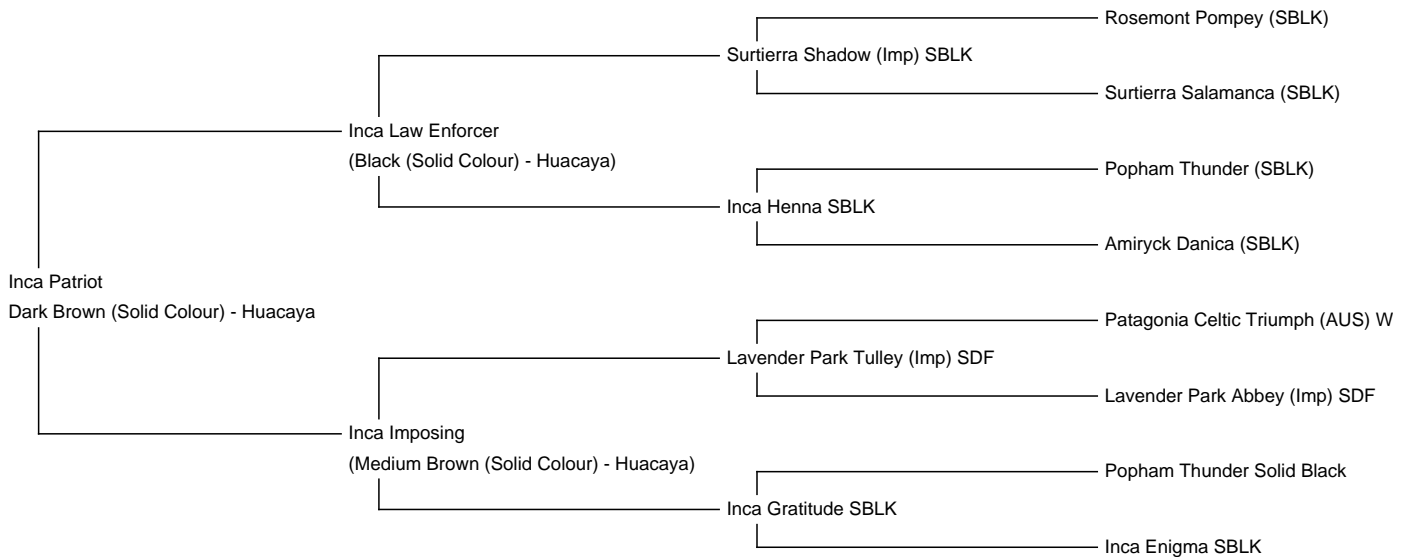 Rosemont Pompey (SBLK)
Surtierra Shadow (Imp) SBLK
Surtierra Salamanca (SBLK)
Inca Law Enforcer
(Black (Solid Colour) - Huacaya)
Popham Thunder (SBLK)
Inca Henna SBLK
Amiryck Danica (SBLK)
Inca Patriot
Dark Brown (Solid Colour) - Huacaya
Patagonia Celtic Triumph (AUS) W
Lavender Park Tulley (Imp) SDF
Lavender Park Abbey (Imp) SDF
Inca Imposing
(Medium Brown (Solid Colour) - Huacaya)
Popham Thunder Solid Black
Inca Gratitude SBLK
Inca Enigma SBLK